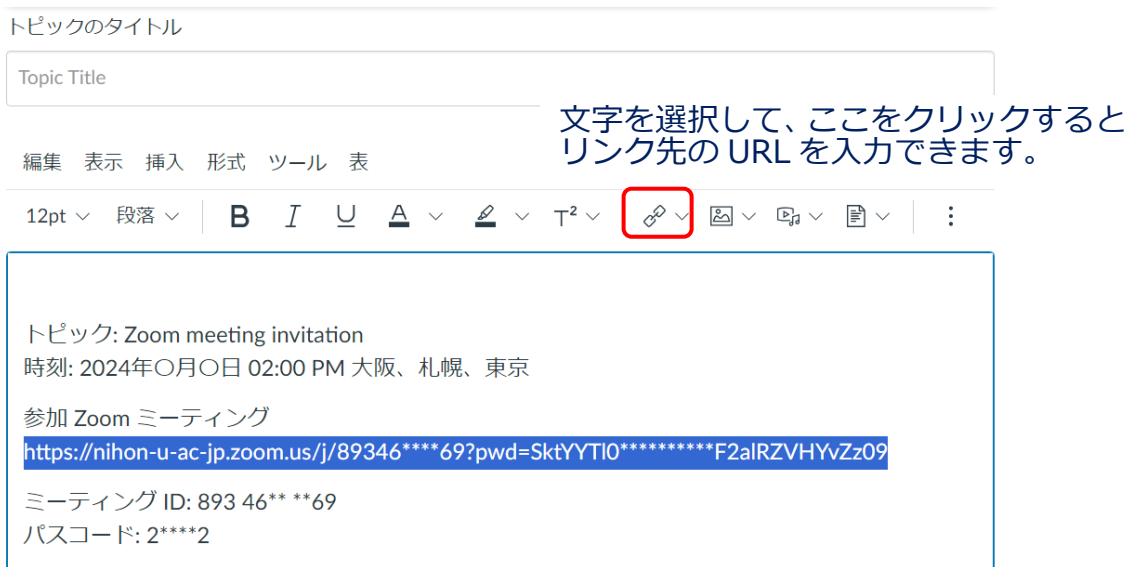 トピックのタイトル
Topic Title
文字を選択して、ここをクリックすると
リンク先の URL を入力できます。
編集 表示 挿入 形式 ツール 表
12pt 段落 B I U A T²
トピック: Zoom meeting invitation
時刻: 2024年〇月〇日 02:00 PM 大阪、札幌、東京
参加 Zoom ミーティング
https://nihon-u-ac-jp.zoom.us/j/89346****69?pwd=SktYYTl0**********F2alRZVHYvZz09
ミーティング ID: 893 46** **69
パスコード: 2****2